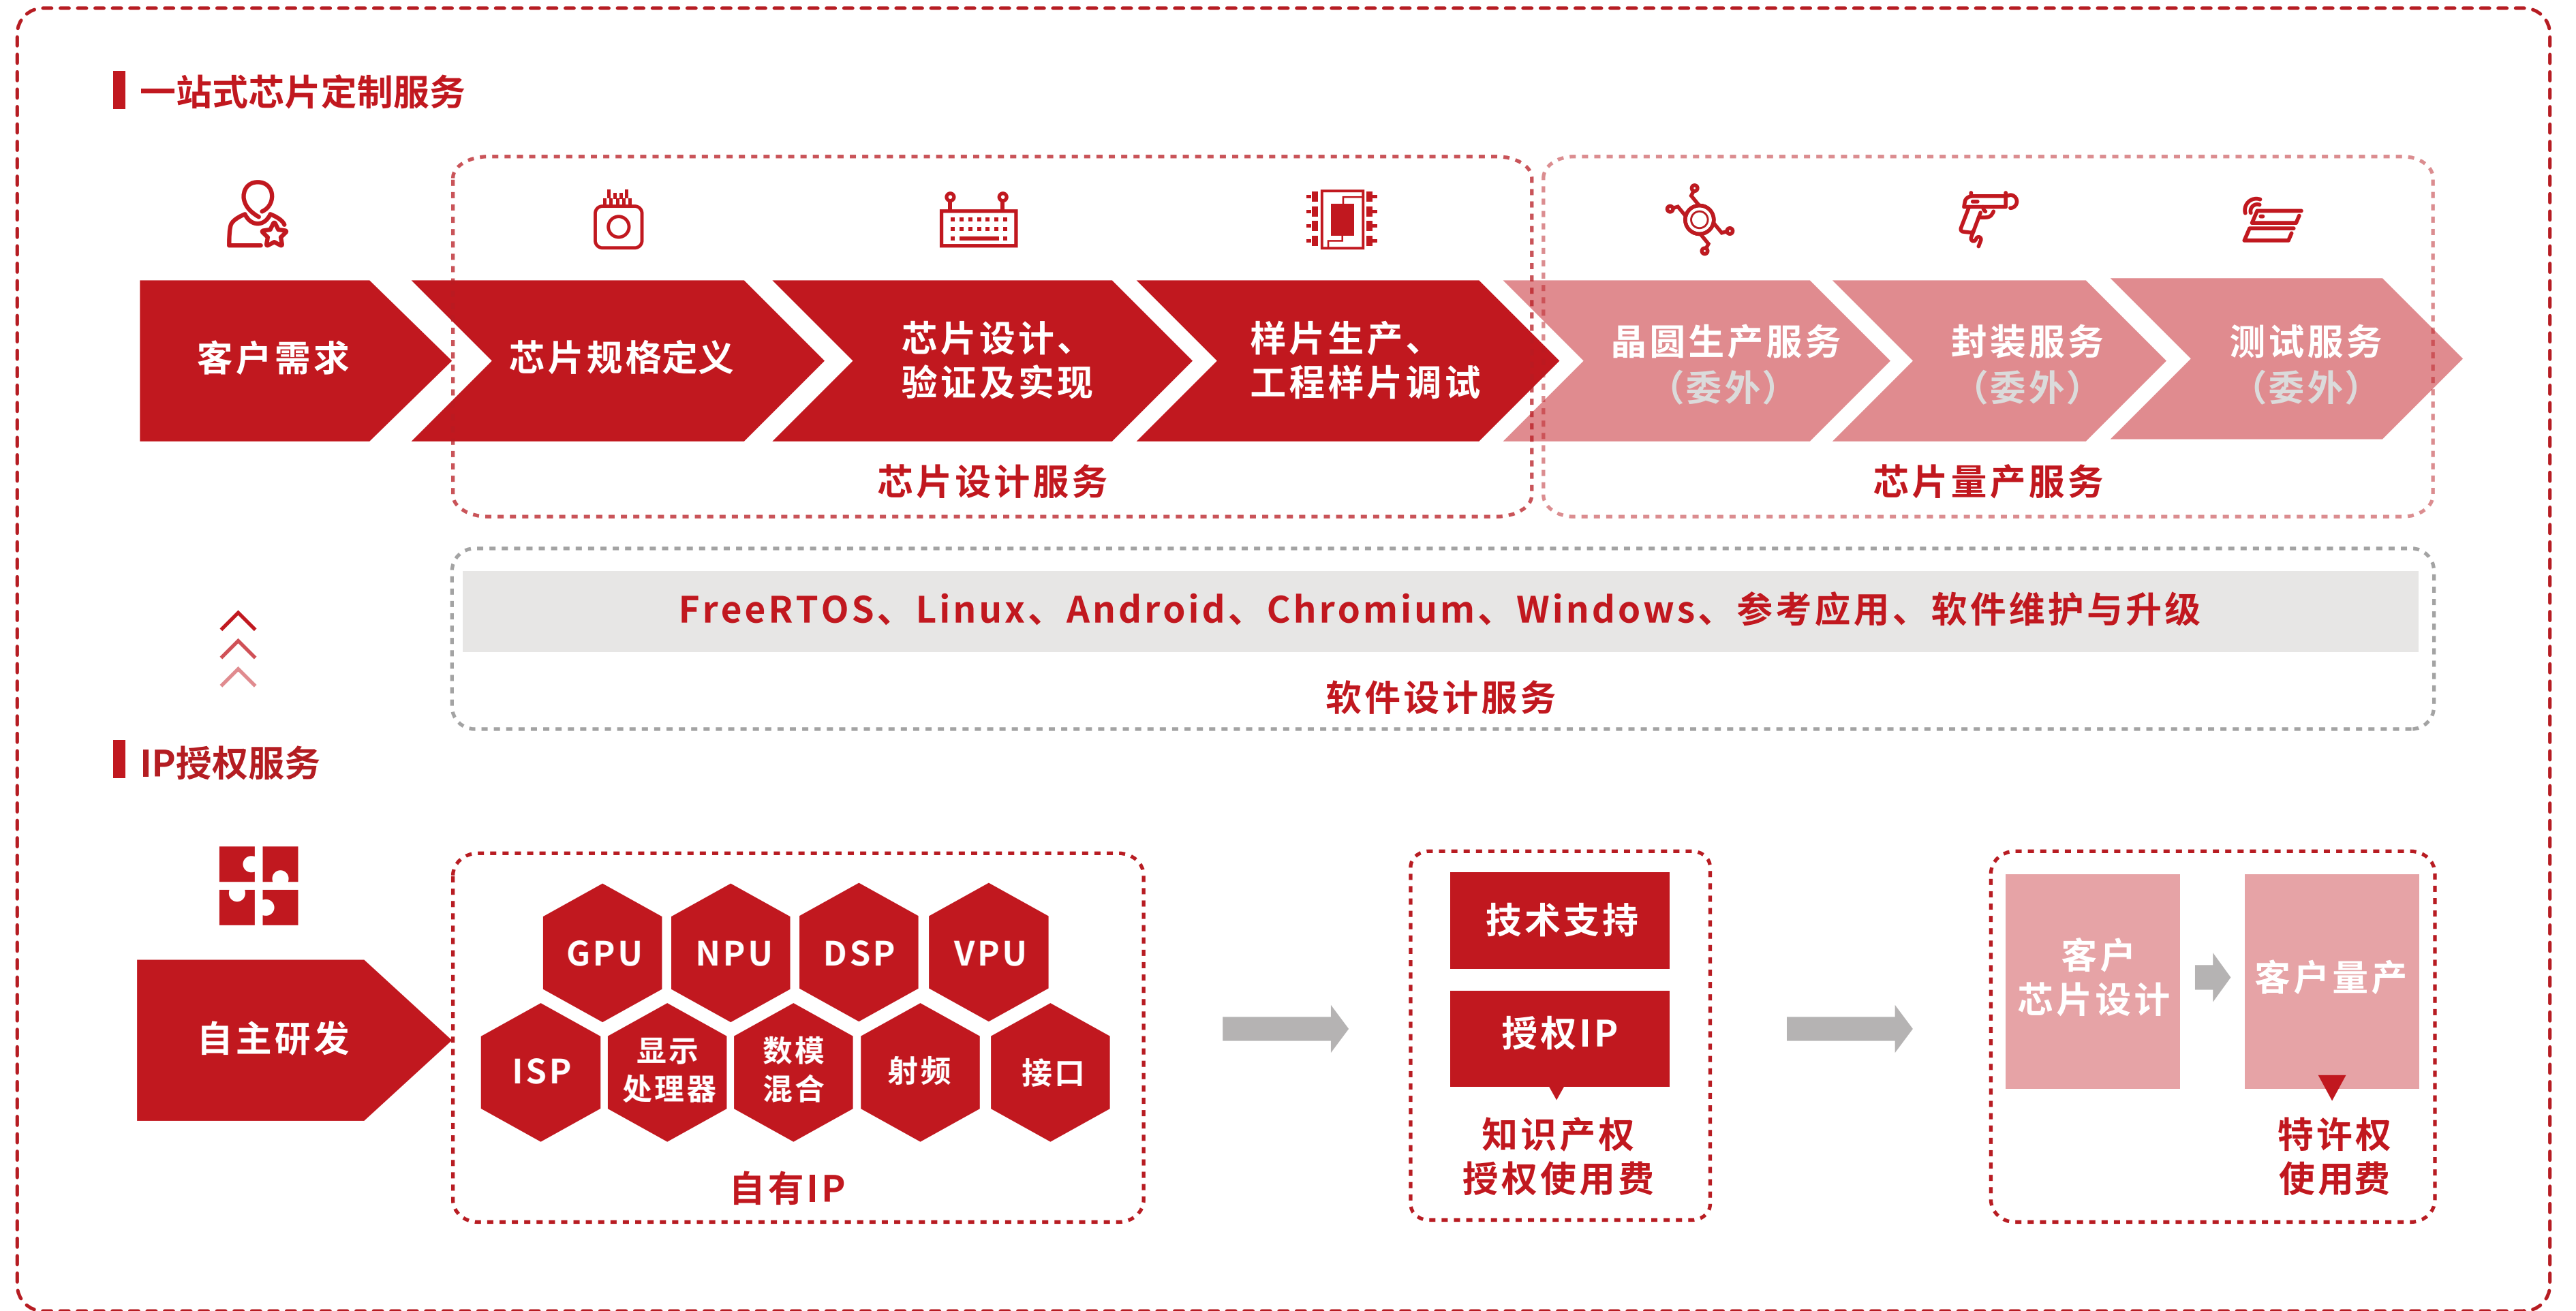 一站式芯片定制服务
客户需求
芯片规格定义
芯片设计、
验证及实现
样片生产、
工程样片调试
晶圆生产服务
（委外）
封装服务
（委外）
测试服务
（委外）
芯片设计服务
芯片量产服务
FreeRTOS、Linux、Android、Chromium、Windows、参考应用、软件维护与升级
软件设计服务
IP授权服务
自主研发
GPU
NPU
DSP
VPU
ISP
显示
处理器
数模
混合
射频
接口
自有IP
技术支持
授权IP
知识产权
授权使用费
客户
芯片设计
客户量产
特许权
使用费